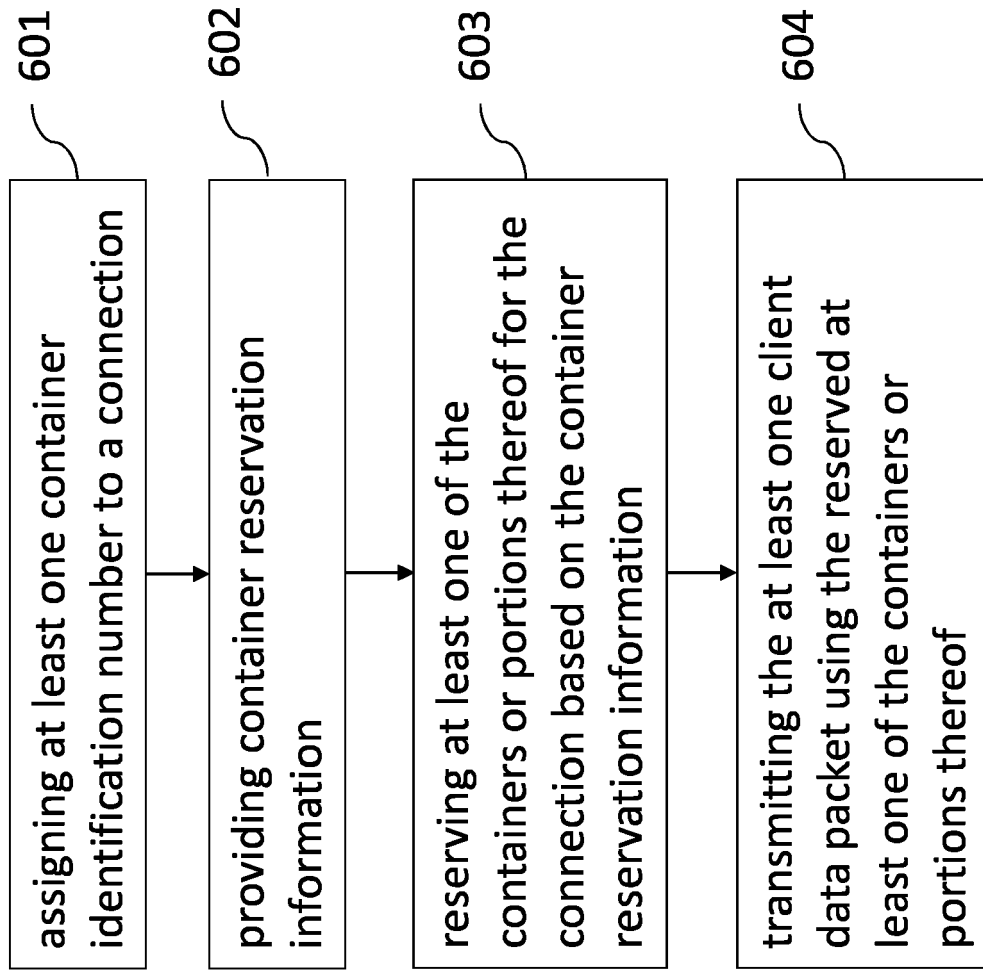 assigning at least one container
identification number to a connection
601
providing container reservation
information
602
reserving at least one of the
containers or portions thereof for the
connection based on the container
reservation information
603
transmitting the at least one client
data packet using the reserved at
least one of the containers or
portions thereof
604